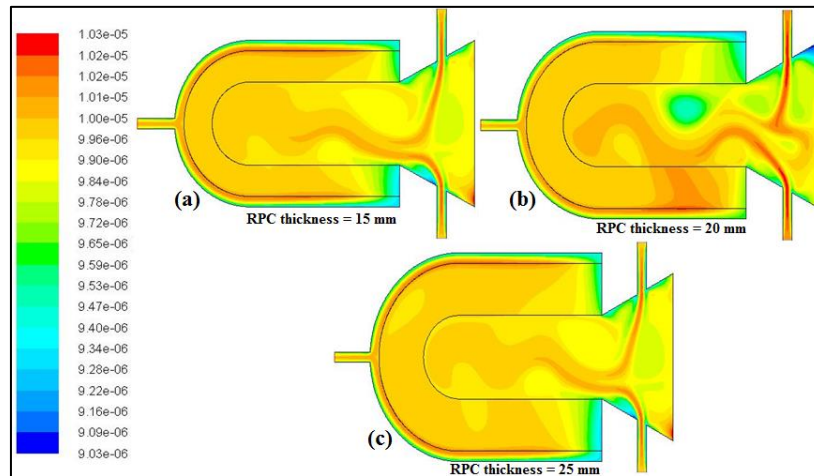 1.03e-05
1.02e-05
1.02e-05
1.01e-05
1.00e-05
9.96e-06
9.90e-06
9.84e-06
9.78e-06
9.72e-06
9.65e-06
9.59e-06
9.53e-06
9.47e-06
9.40e-06
9.34e-06
9.28e-06
9.22e-06
9.16e-06
9.09e-06
9.03e-06
(a)
RPC thickness = 15 mm
(b)
RPC thickness = 20 mm
(c)
RPC thickness = 25 mm